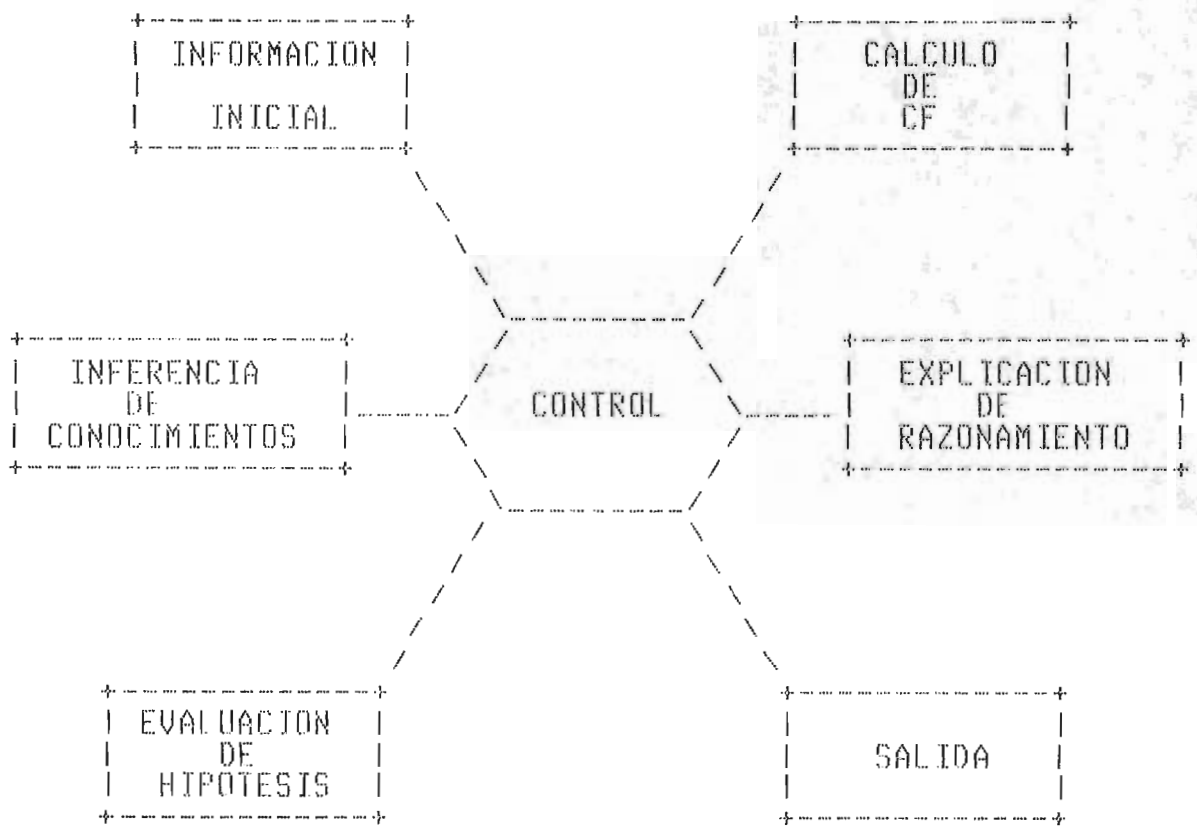 INFORMACION
INICIAL
CALCULO
DE
CF
INFERENCIA
DE
CONOCIMIENTOS
CONTROL
EXPLICACION
DE
RAZONAMIENTO
EVALUACION
DE
HIPOTESIS
SALIDA